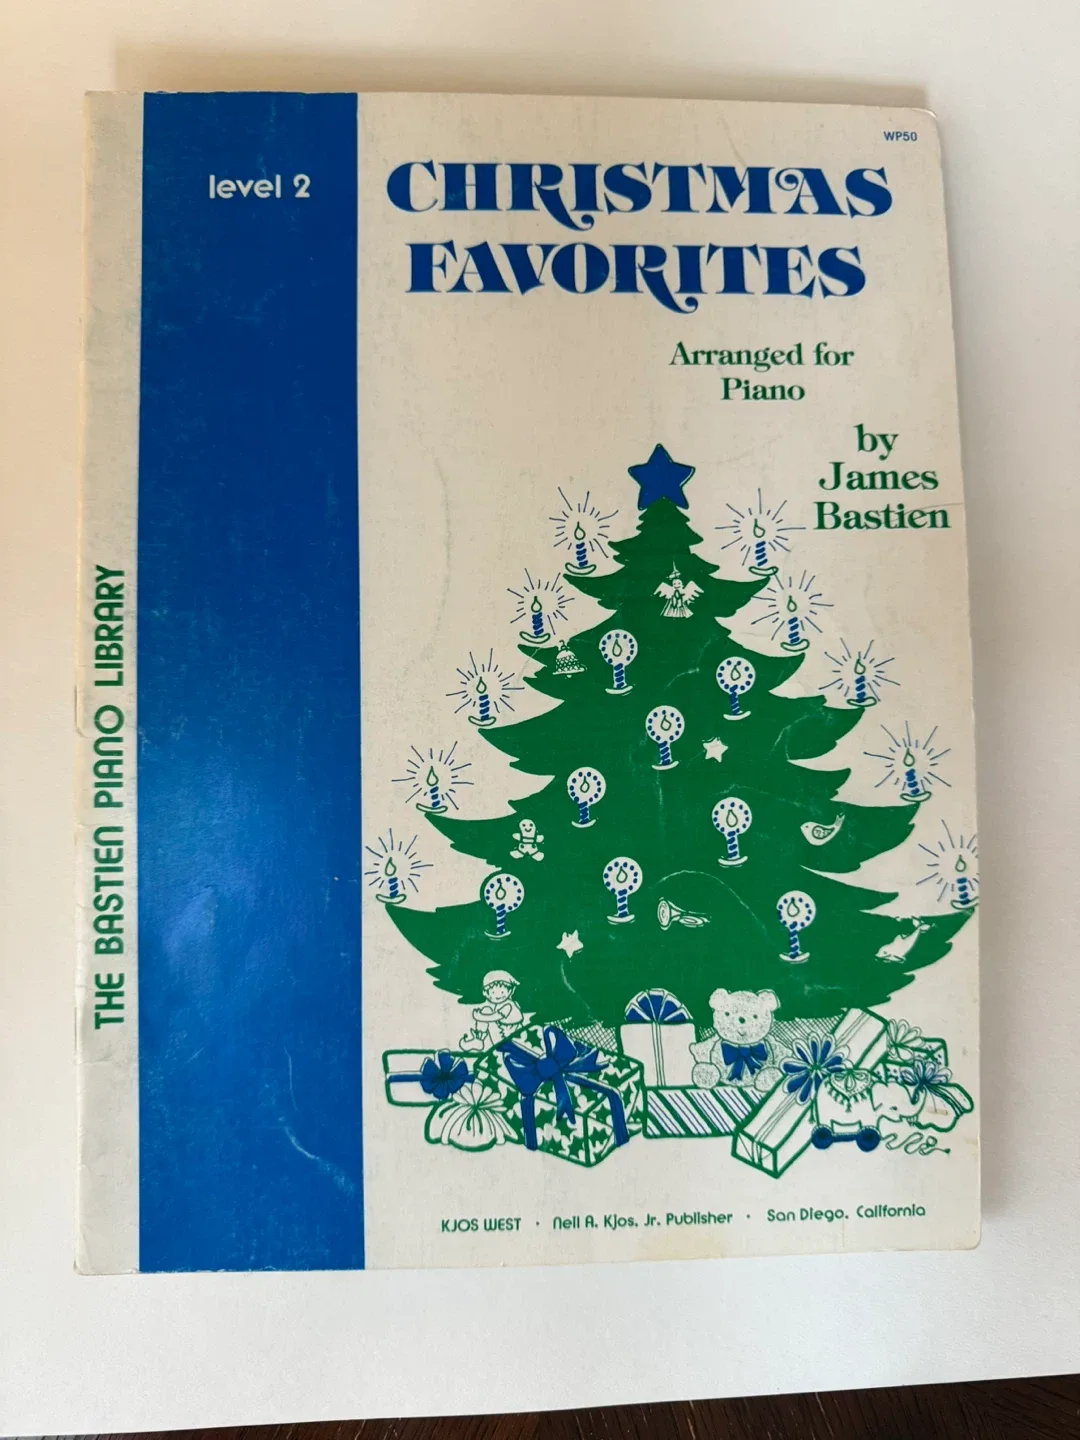 WP50
level 2
CHRISTMAS
FAVORITES
Arranged for
Piano
by
James
Bastien
THE BASTIEN PIANO LIBRARY
KJOS WEST · Neil A. Kjos, Jr. Publisher · San Diego, California